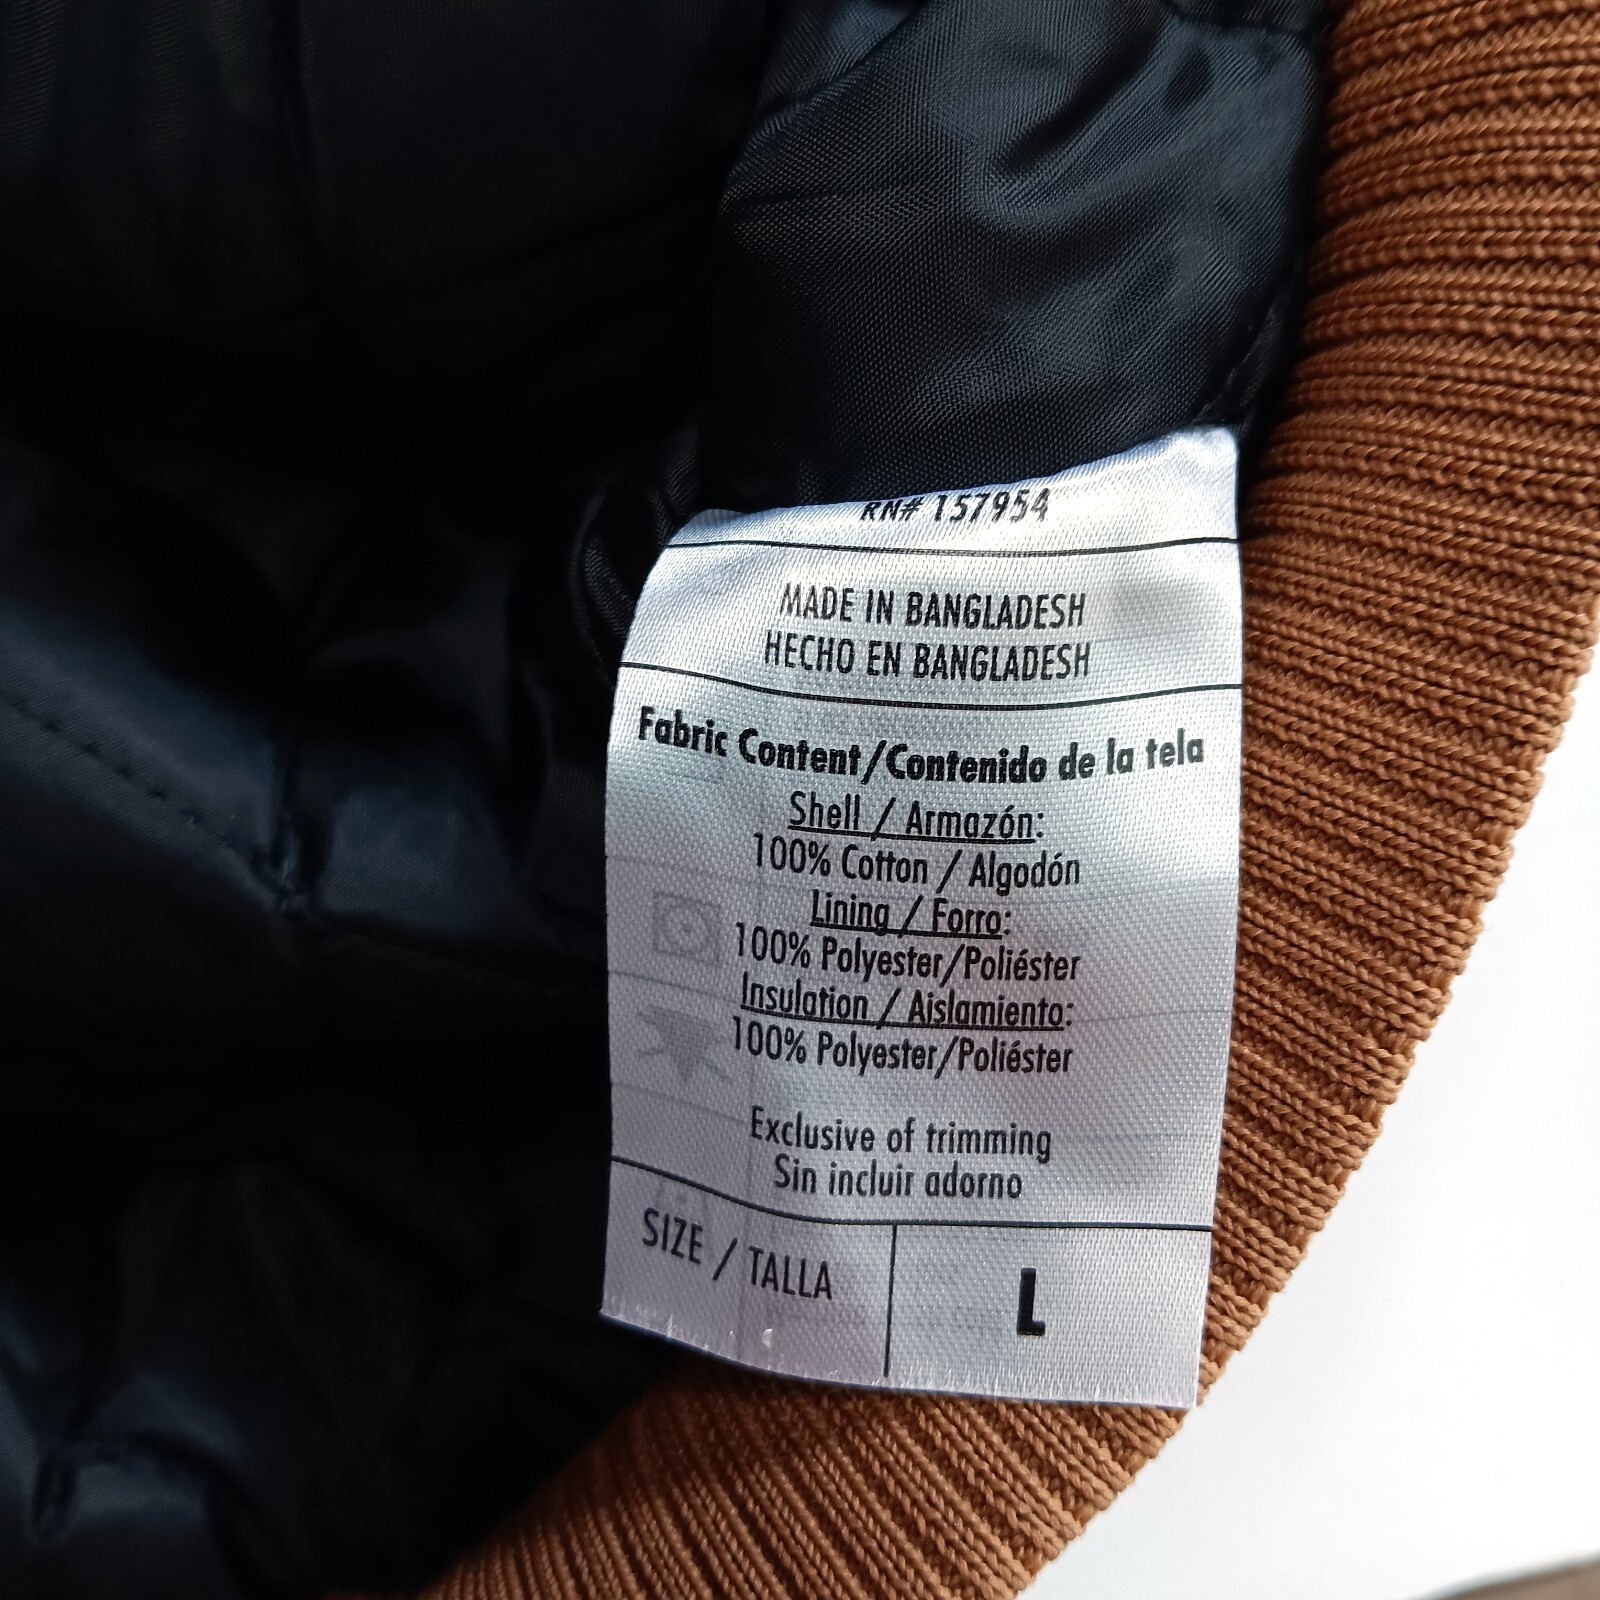 RN# 157954
MADE IN BANGLADESH
HECHO EN BANGLADESH
Fabric Content/Contenido de la tela
Shell / Armazón:
100% Cotton / Algodón
Lining / Forro:
100% Polyester/Poliéster
Insulation / Aislamiento:
100% Polyester/Poliéster
Exclusive of trimming
Sin incluir adorno
SIZE / TALLA
L